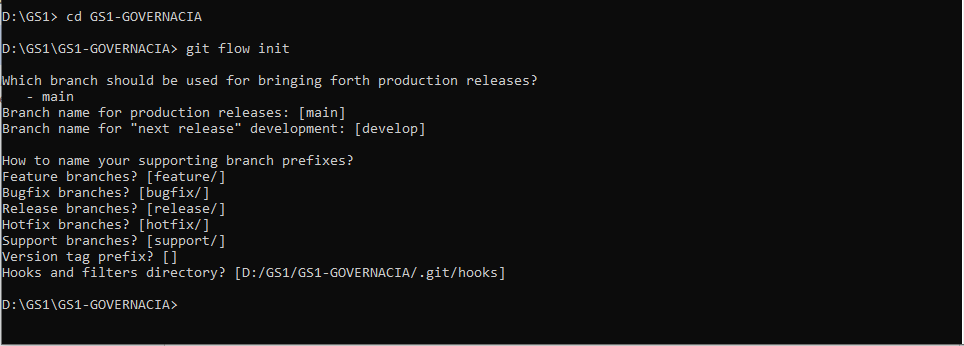 D:\GS1> cd GS1-GOVERNACIA
D:\GS1\GS1-GOVERNACIA> git flow init
Which branch should be used for bringing forth production releases?
- main
Branch name for production releases: [main]
Branch name for "next release" development: [develop]
How to name your supporting branch prefixes?
Feature branches? [feature/]
Bugfix branches? [bugfix/]
Release branches? [release/]
Hotfix branches? [hotfix/]
Support branches? [support/]
Version tag prefix? []
Hooks and filters directory? [D:/GS1/GS1-GOVERNACIA/.git/hooks]
D:\GS1\GS1-GOVERNACIA>